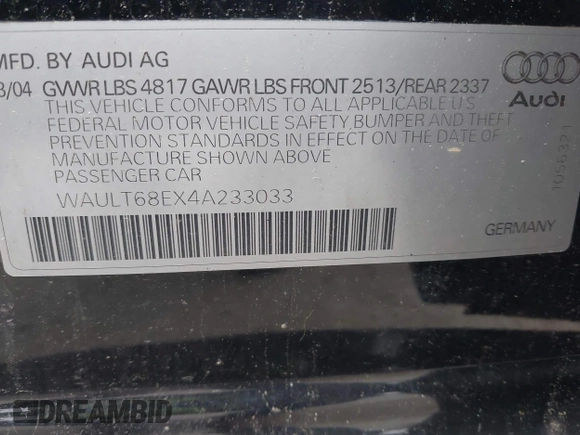 MFD. BY AUDI AG
3/04 GVWR LBS 4817 GAWR LBS FRONT 2513/REAR 2337
THIS VEHICLE CONFORMS TO ALL APPLICABLE U.S.
FEDERAL MOTOR VEHICLE SAFETY, BUMPER AND THEFT
PREVENTION STANDARDS IN EFFECT ON THE DATE OF
MANUFACTURE SHOWN ABOVE
PASSENGER CAR
WAULT68EX4A233033
Audi
1056321
GERMANY
DREAMBID